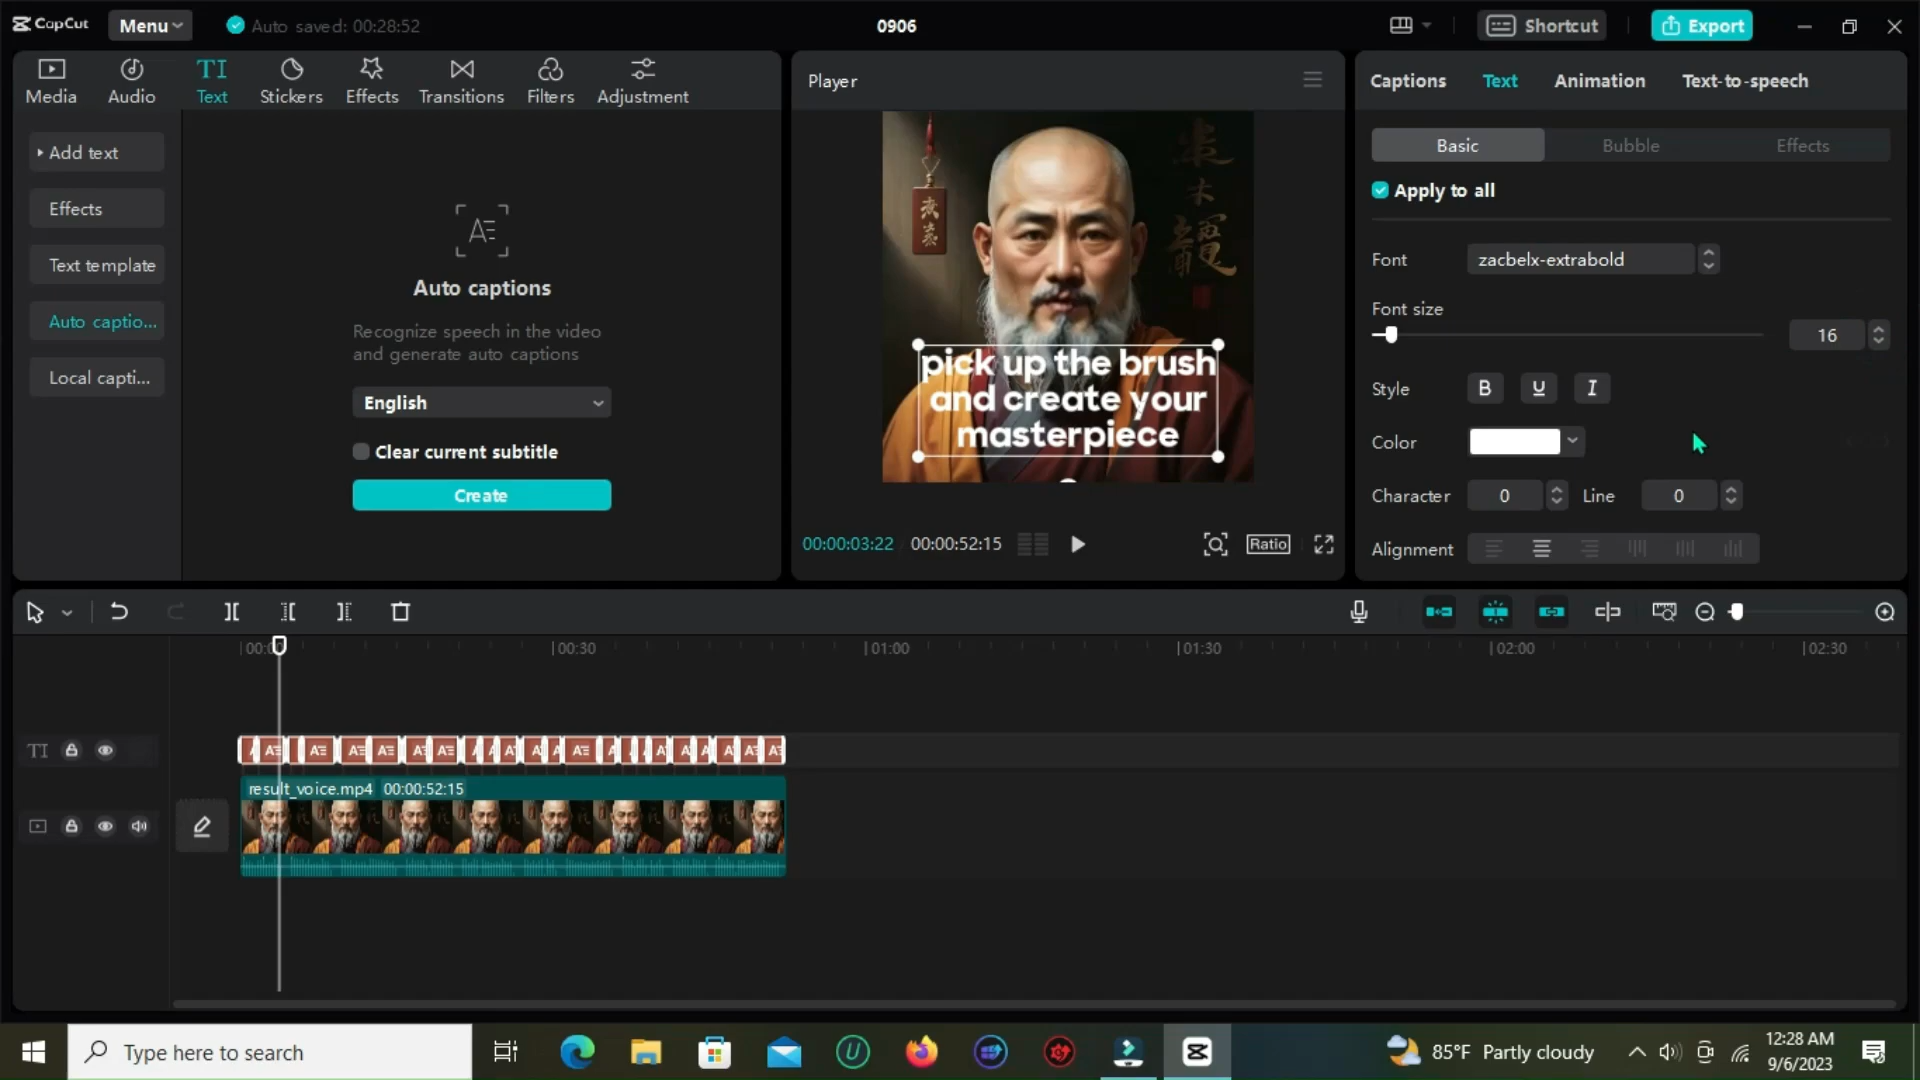 CapCut
Menu
Auto saved: 00:28:52
0906
Shortcut
Export
Media
Audio
TI
Text
Stickers
Effects
Transitions
Filters
Adjustment
Add text
Effects
Text template
Auto captio...
Local capti...
Auto captions
Recognize speech in the video
and generate auto captions
English
Clear current subtitle
Create
Player
pick up the brush
and create your
masterpiece
00:00:03:22
00:00:52:15
Ratio
Captions
Text
Animation
Text-to-speech
Basic
Bubble
Effects
Apply to all
Font
zacbelx-extrabold
Font size
16
Style
B
U
I
Color
Character
0
Line
0
Alignment
00:30
01:00
01:30
02:00
02:30
TI
result_voice.mp4 00:00:52:15
Type here to search
85°F Partly cloudy
12:28 AM
9/6/2023